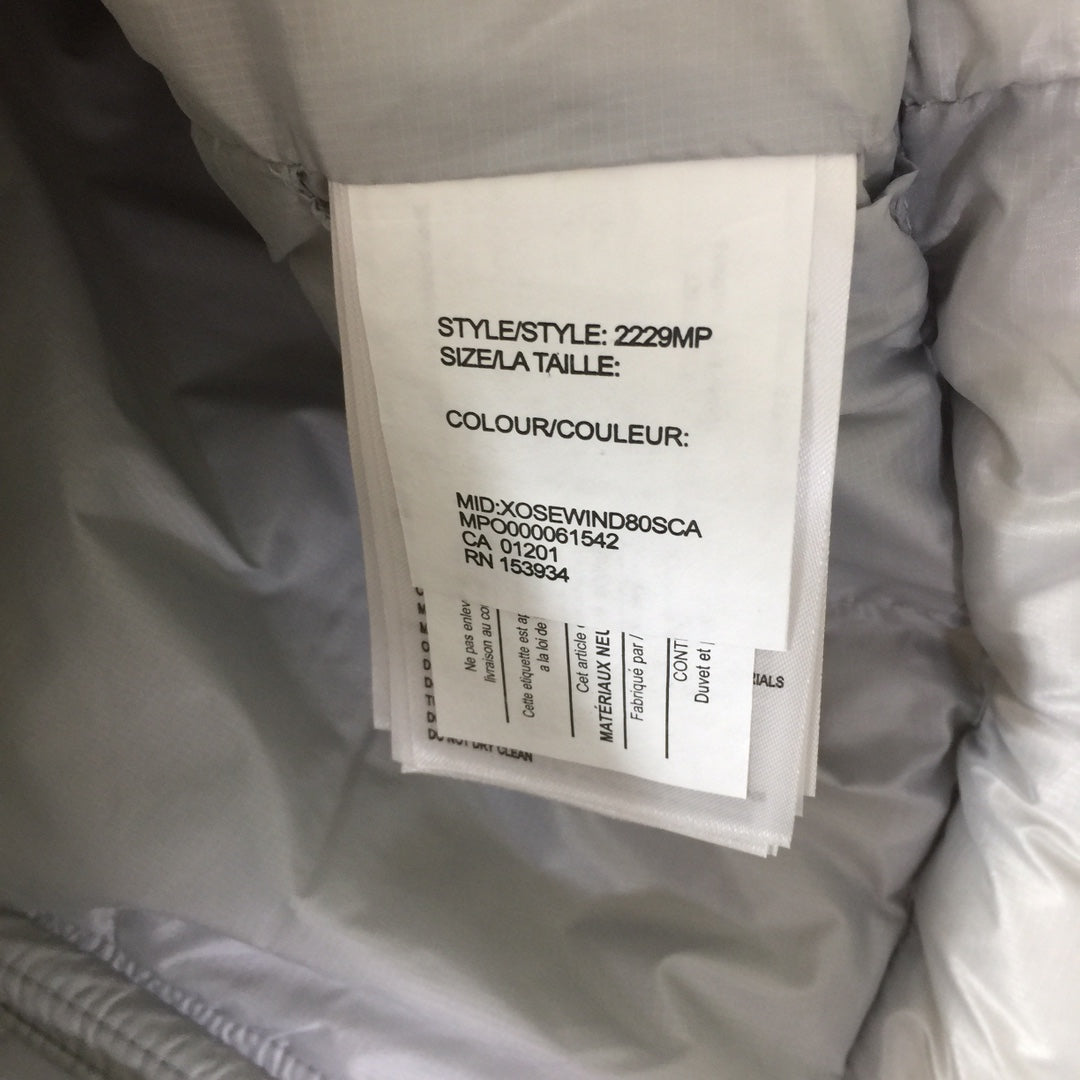 STYLE/STYLE: 2229MP
SIZE/LA TAILLE:
COLOUR/COULEUR:
MID:XOSEWIND80SCA
MPO000061542
CA 01201
RN 153934
Ne pas enlev
livraison au co
Cette etiquette est ap
a la loi de
Cet article
MATÉRIAUX NEU
Fabriqué par /
CONT
Duvet et
IALS
DO NOT DRY CLEAN